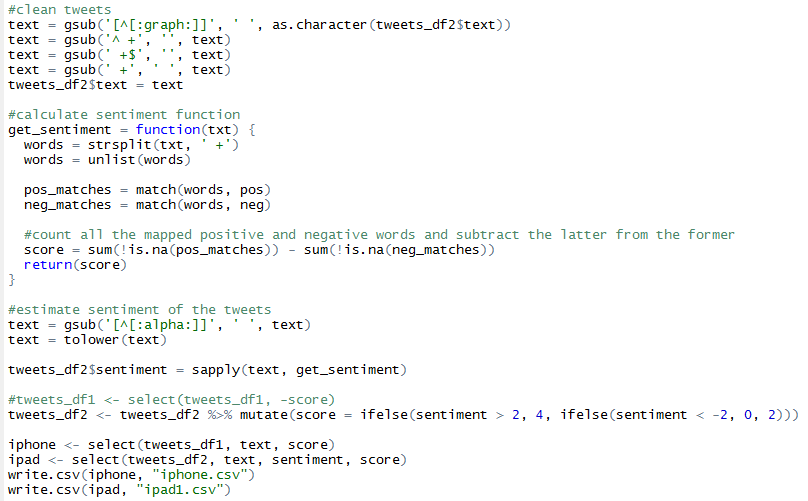 #clean tweets
text = gsub('[^[:graph:]]', ' ', as.character(tweets_df2$text))
text = gsub('^ +', '', text)
text = gsub(' +$', '', text)
text = gsub(' +', ' ', text)
tweets_df2$text = text

#calculate sentiment function
get_sentiment = function(txt) {
  words = strsplit(txt, ' +')
  words = unlist(words)

  pos_matches = match(words, pos)
  neg_matches = match(words, neg)

  #count all the mapped positive and negative words and subtract the latter from the former
  score = sum(!is.na(pos_matches)) - sum(!is.na(neg_matches))
  return(score)
}

#estimate sentiment of the tweets
text = gsub('[^[:alpha:]]', ' ', text)
text = tolower(text)

tweets_df2$sentiment = sapply(text, get_sentiment)

#tweets_df1 <- select(tweets_df1, -score)
tweets_df2 <- tweets_df2 %>% mutate(score = ifelse(sentiment > 2, 4, ifelse(sentiment < -2, 0, 2)))

iphone <- select(tweets_df1, text, score)
ipad <- select(tweets_df2, text, sentiment, score)
write.csv(iphone, "iphone.csv")
write.csv(ipad, "ipad1.csv")